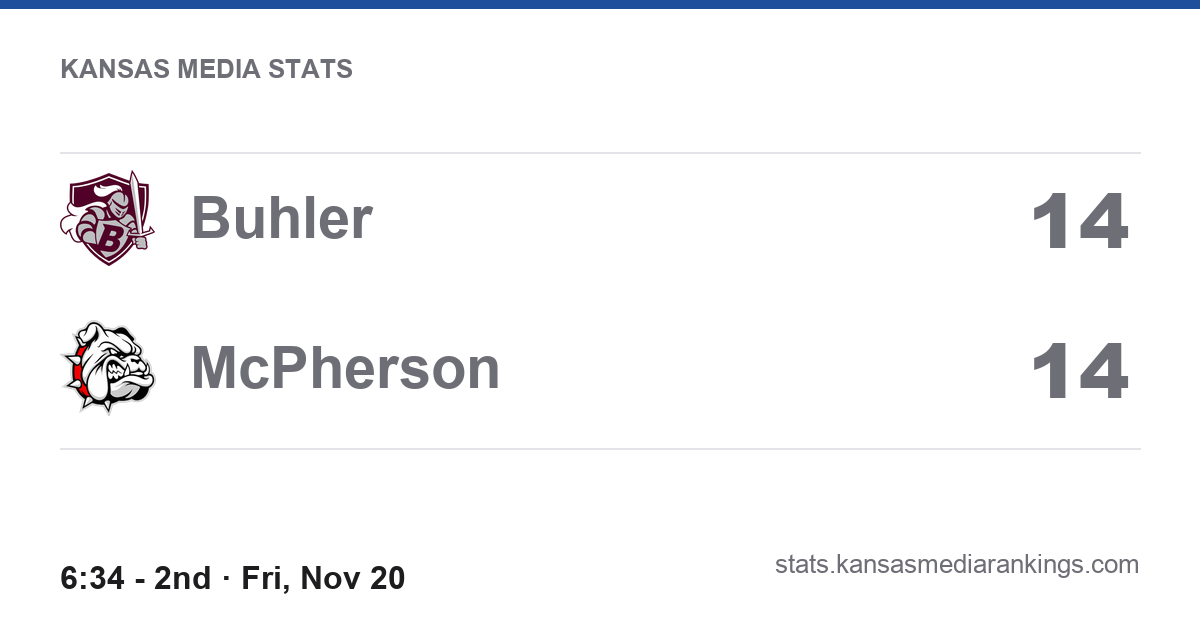 KANSAS MEDIA STATS
B
Buhler 14
McPherson 14
6:34 - 2nd · Fri, Nov 20
stats.kansasmediarankings.com